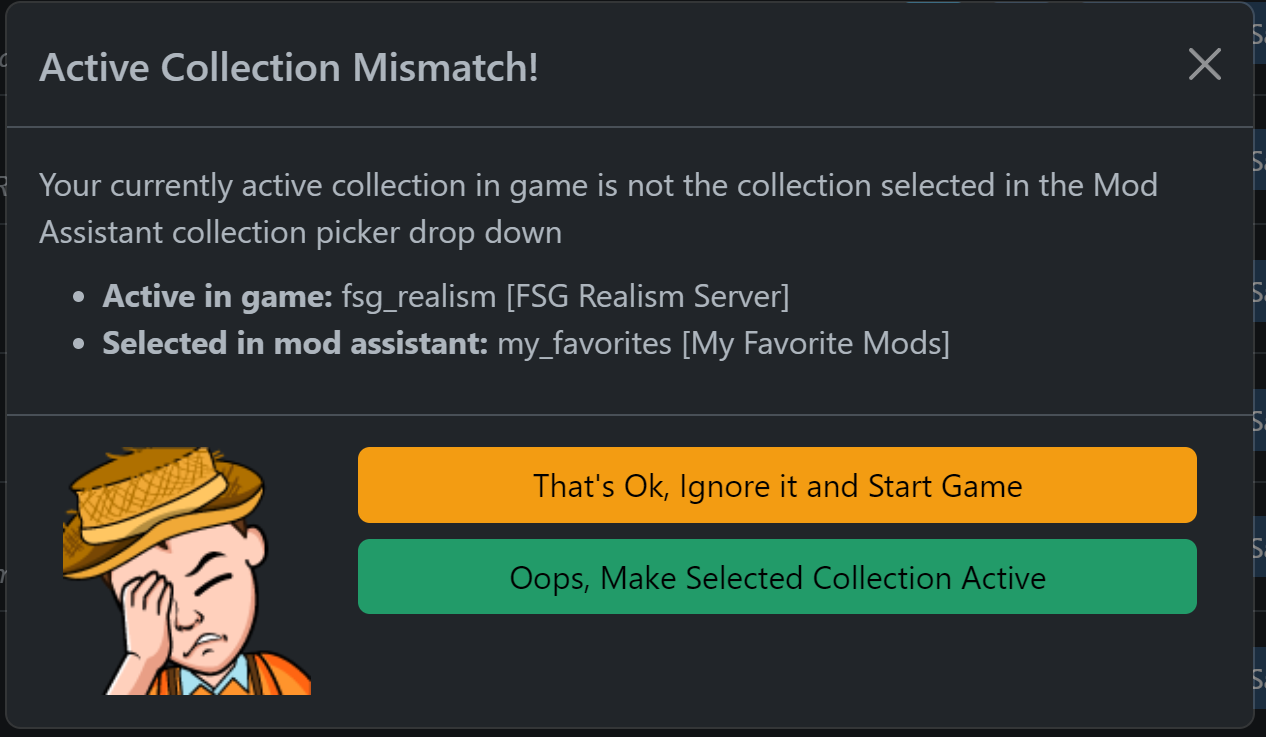 Active Collection Mismatch!
Your currently active collection in game is not the collection selected in the Mod
Assistant collection picker drop down
Active in game: fsg_realism [FSG Realism Server]
Selected in mod assistant: my_favorites [My Favorite Mods]
That's Ok, Ignore it and Start Game
Oops, Make Selected Collection Active